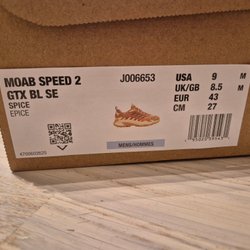 MOAB SPEED 2
GTX BL SE
SPICE
EPICE
J006653
MENS/HOMMES
USA 9 M
UK/GB 8.5 M
EUR 43
CM 27